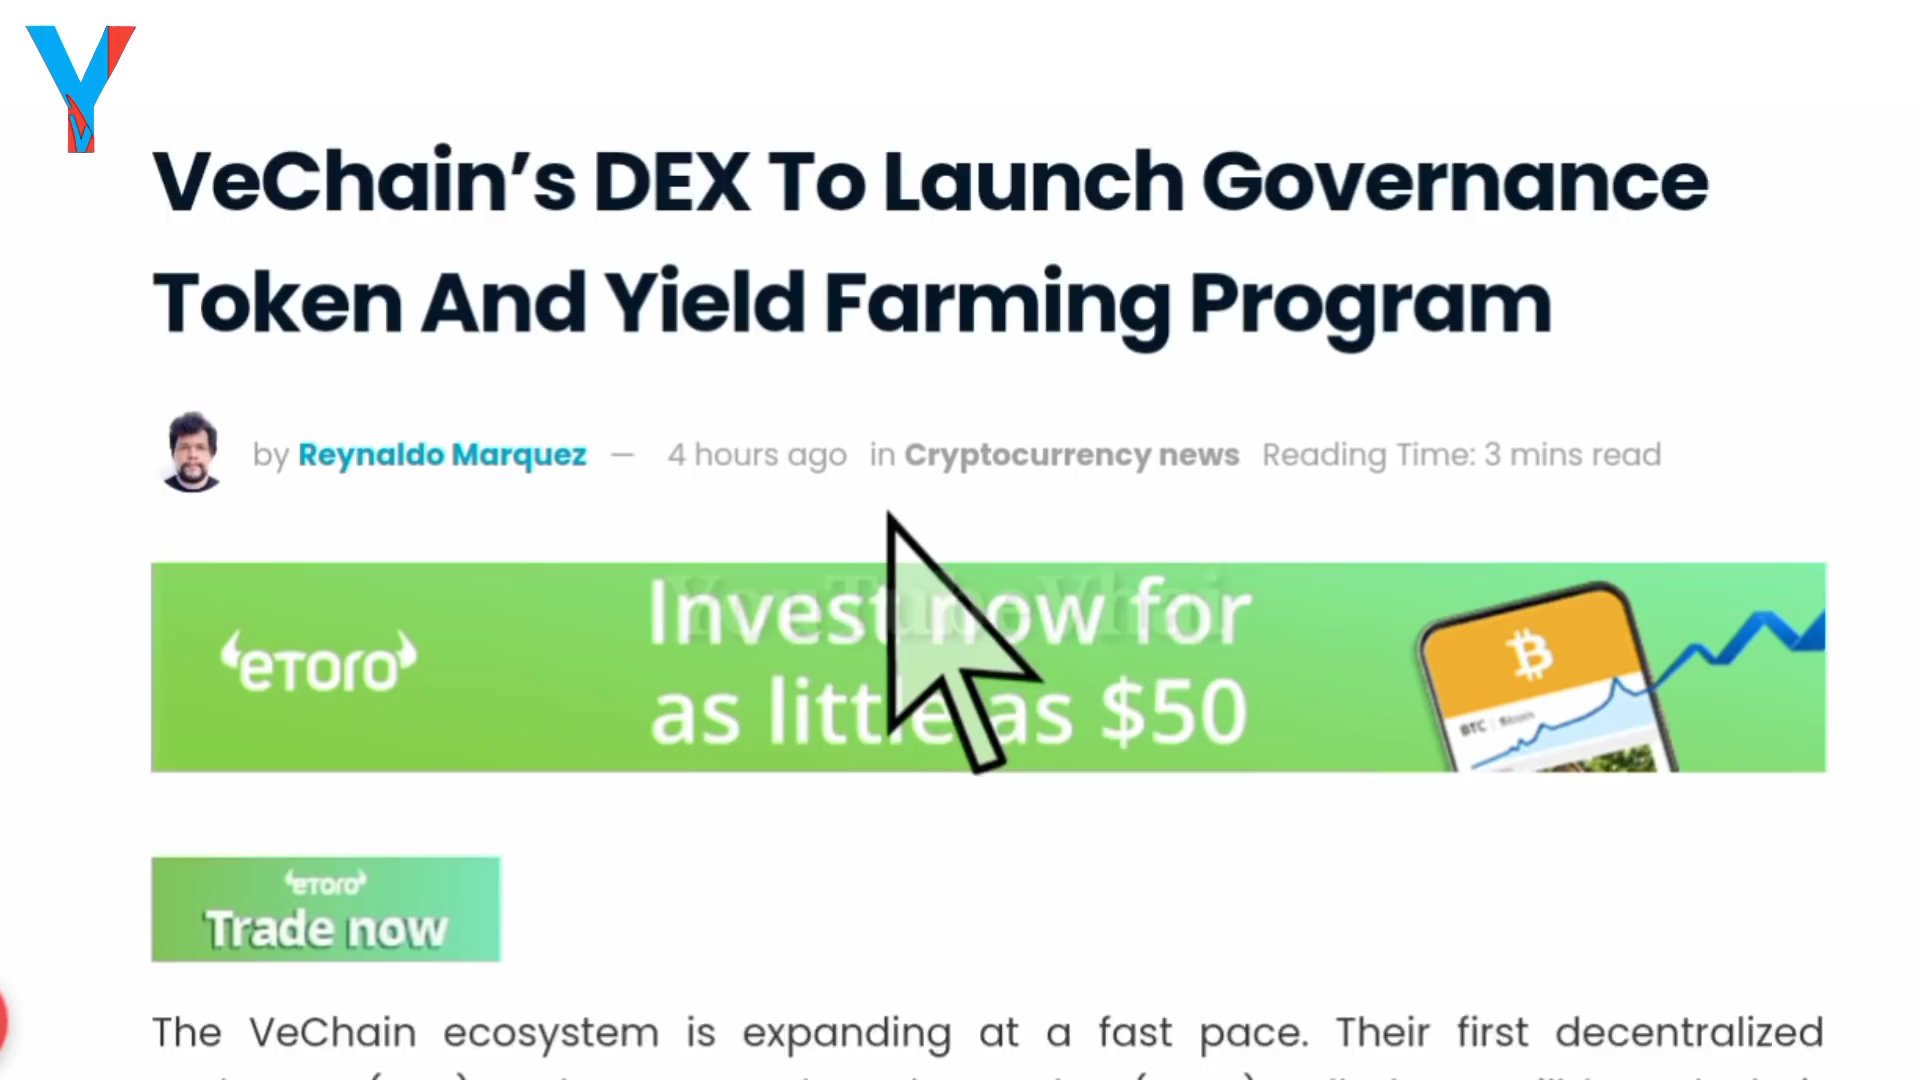 VeChain’s DEX To Launch Governance
Token And Yield Farming Program
by Reynaldo Marquez — 4 hours ago in Cryptocurrency news Reading Time: 3 mins read
eToro
Invest now for
as little as $50
BTC
eToro
Trade now
The VeChain ecosystem is expanding at a fast pace. Their first decentralized